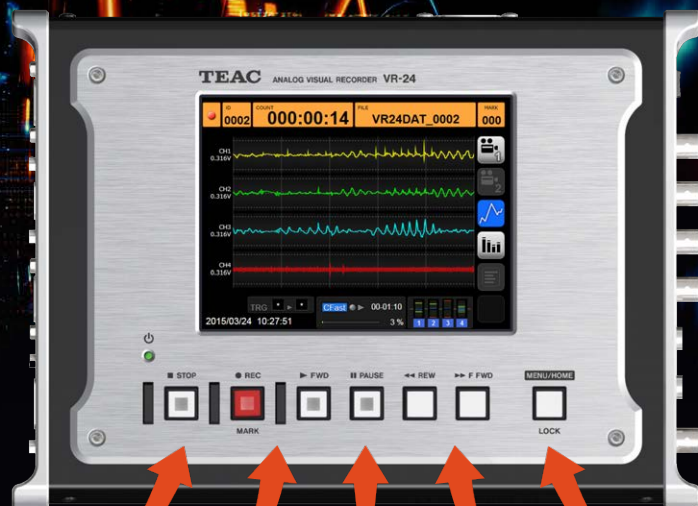 TEAC ANALOG VISUAL RECORDER VR-24
ID COUNT FILE MARK
0002 000:00:14 VR24DAT_0002 000
1
CH1
0.316V
CH2
0.316V
2
CH3
0.316V
CH4
0.316V
TRG CFast 00-01:10
2015/03/24 10:27:51 3 % 1 2 3 4
■ STOP ● REC ▶ FWD ❚❚ PAUSE ◀◀ REW ▶▶ F FWD MENU/HOME
MARK LOCK